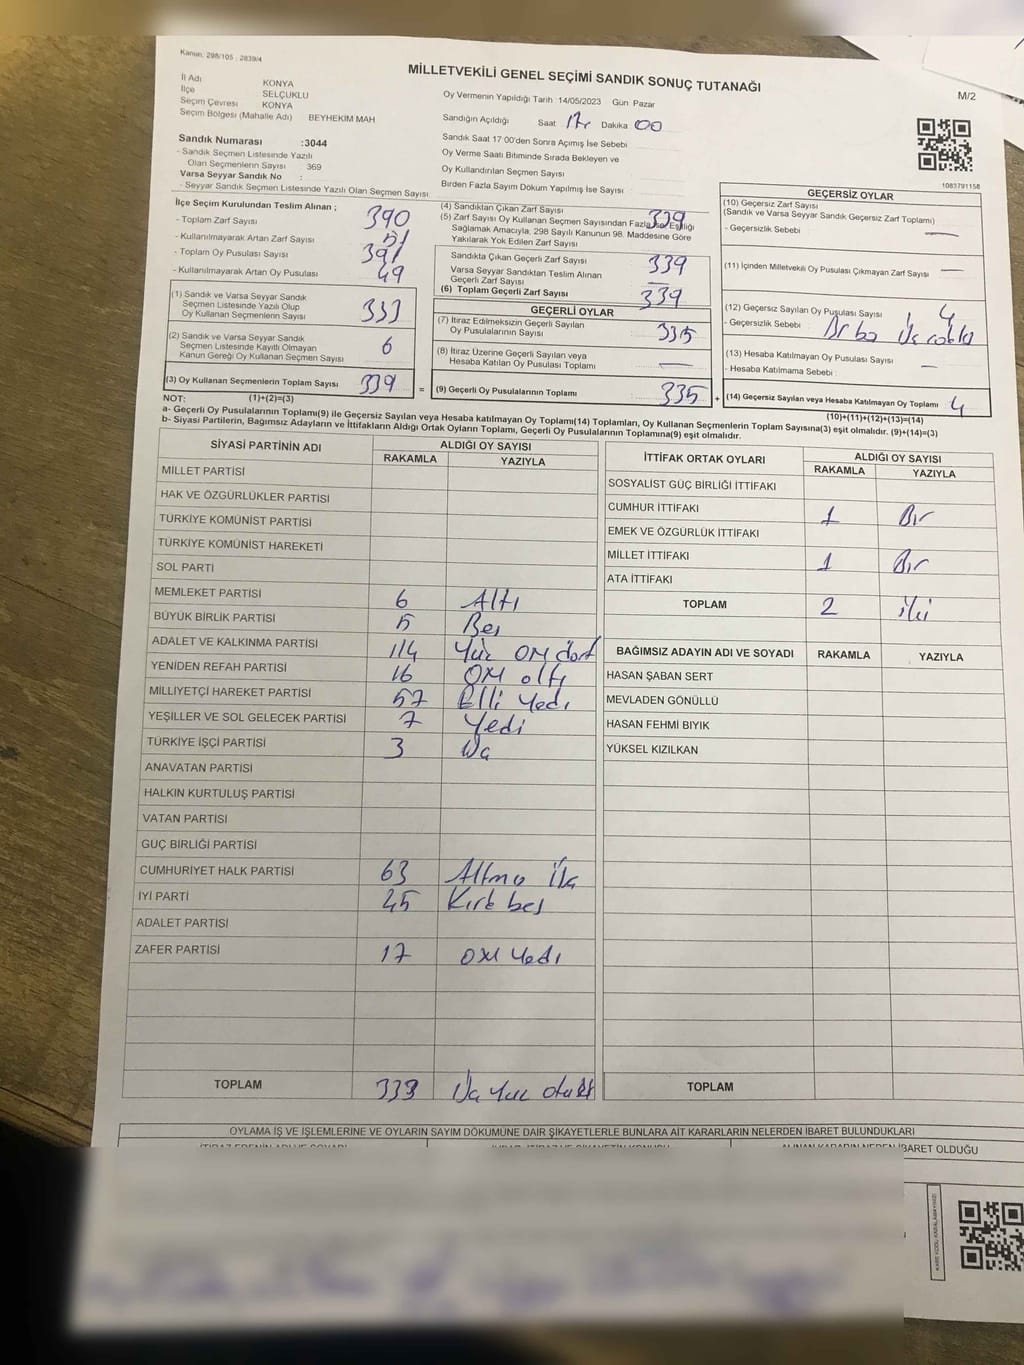 Kanun: 298/105 , 2839/4
MİLLETVEKİLİ GENEL SEÇİMİ SANDIK SONUÇ TUTANAĞI
M/2
İl Adı KONYA
İlçe SELÇUKLU
Seçim Çevresi KONYA
Seçim Bölgesi (Mahalle Adı) BEYHEKİM MAH
Sandık Numarası :3044
- Sandık Seçmen Listesinde Yazılı
Olan Seçmenlerin Sayısı 369
Varsa Seyyar Sandık No :
- Seyyar Sandık Seçmen Listesinde Yazılı Olan Seçmen Sayısı
Oy Vermenin Yapıldığı Tarih :14/05/2023 Gün :Pazar
Sandığın Açıldığı Saat 17 Dakika 00
Sandık Saat 17:00'den Sonra Açımış İse Sebebi
Oy Verme Saati Bitiminde Sırada Bekleyen ve
Oy Kullandırılan Seçmen Sayısı
Birden Fazla Sayım Döküm Yapılmış İse Sayısı
1083791158
İlçe Seçim Kurulundan Teslim Alınan ;
- Toplam Zarf Sayısı 390
- Kullanılmayarak Artan Zarf Sayısı 51
- Toplam Oy Pusulası Sayısı 391
- Kullanılmayarak Artan Oy Pusulası 49
(1) Sandık ve Varsa Seyyar Sandık
Seçmen Listesinde Yazılı Olup
Oy Kullanan Seçmenlerin Sayısı 333
(2) Sandık ve Varsa Seyyar Sandık
Seçmen Listesinde Kayıtlı Olmayan
Kanun Gereği Oy Kullanan Seçmen Sayısı 6
(3) Oy Kullanan Seçmenlerin Toplam Sayısı 339 =
(4) Sandıktan Çıkan Zarf Sayısı 339
(5) Zarf Sayısı Oy Kullanan Seçmen Sayısından Fazla ise Eşitliği
Sağlamak Amacıyla, 298 Sayılı Kanunun 98. Maddesine Göre
Yakılarak Yok Edilen Zarf Sayısı
Sandıkta Çıkan Geçerli Zarf Sayısı 339
Varsa Seyyar Sandıktan Teslim Alınan
Geçerli Zarf Sayısı —
(6) Toplam Geçerli Zarf Sayısı 339
GEÇERLİ OYLAR
(7) İtiraz Edilmeksizin Geçerli Sayılan
Oy Pusulalarının Sayısı 335
(8) İtiraz Üzerine Geçerli Sayılan veya
Hesaba Katılan Oy Pusulası Toplamı : —
(9) Geçerli Oy Pusulalarının Toplamı : 335 +
GEÇERSİZ OYLAR
(10) Geçersiz Zarf Sayısı
(Sandık ve Varsa Seyyar Sandık Geçersiz Zarf Toplamı)
- Geçersizlik Sebebi —
(11) İçinden Milletvekili Oy Pusulası Çıkmayan Zarf Sayısı —
(12) Geçersiz Sayılan Oy Pusulası Sayısı 4
- Geçersizlik Sebebi :
(13) Hesaba Katılmayan Oy Pusulası Sayısı —
- Hesaba Katılmama Sebebi :
(14) Geçersiz Sayılan veya Hesaba Katılmayan Oy Toplamı 4
NOT: (1)+(2)=(3)
(10)+(11)+(12)+(13)=(14)
a- Geçerli Oy Pusulalarının Toplamı(9) ile Geçersiz Sayılan veya Hesaba katılmayan Oy Toplamı(14) Toplamları, Oy Kullanan Seçmenlerin Toplam Sayısına(3) eşit olmalıdır. (9)+(14)=(3)
b- Siyasi Partilerin, Bağımsız Adayların ve İttifakların Aldığı Ortak Oyların Toplamı, Geçerli Oy Pusulalarının Toplamına(9) eşit olmalıdır.
SİYASİ PARTİNİN ADI ALDIĞI OY SAYISI
RAKAMLA YAZIYLA
MİLLET PARTİSİ
HAK VE ÖZGÜRLÜKLER PARTİSİ
TÜRKİYE KOMÜNİST PARTİSİ
TÜRKİYE KOMÜNİST HAREKETİ
SOL PARTİ
MEMLEKET PARTİSİ 6 Altı
BÜYÜK BİRLİK PARTİSİ 5 Beş
ADALET VE KALKINMA PARTİSİ 114 Yüz on dört
YENİDEN REFAH PARTİSİ 16 on altı
MİLLİYETÇİ HAREKET PARTİSİ 57 Elli yedi
YEŞİLLER VE SOL GELECEK PARTİSİ 7 Yedi
TÜRKİYE İŞÇİ PARTİSİ 3 Üç
ANAVATAN PARTİSİ
HALKIN KURTULUŞ PARTİSİ
VATAN PARTİSİ
GÜÇ BİRLİĞİ PARTİSİ
CUMHURİYET HALK PARTİSİ 63 Altmış üç
İYİ PARTİ 45 Kırk beş
ADALET PARTİSİ
ZAFER PARTİSİ 17 on yedi
TOPLAM 333 Üç yüz otuz
İTTİFAK ORTAK OYLARI ALDIĞI OY SAYISI
RAKAMLA YAZIYLA
SOSYALİST GÜÇ BİRLİĞİ İTTİFAKI
CUMHUR İTTİFAKI 1 Bir
EMEK VE ÖZGÜRLÜK İTTİFAKI
MİLLET İTTİFAKI 1 Bir
ATA İTTİFAKI
TOPLAM 2 iki
BAĞIMSIZ ADAYIN ADI VE SOYADI RAKAMLA YAZIYLA
HASAN ŞABAN SERT
MEVLADEN GÖNÜLLÜ
HASAN FEHMİ BIYIK
YÜKSEL KIZILKAN
TOPLAM
OYLAMA İŞ VE İŞLEMLERİNE VE OYLARIN SAYIM DÖKÜMÜNE DAİR ŞİKAYETLERLE BUNLARA AİT KARARLARIN NELERDEN İBARET BULUNDUKLARI
ALINAN KARARIN NEDEN İBARET OLDUĞU